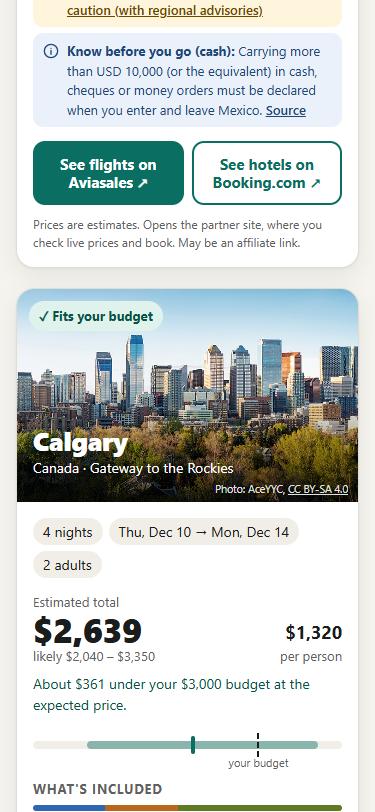 caution (with regional advisories)
Know before you go (cash): Carrying more
than USD 10,000 (or the equivalent) in cash,
cheques or money orders must be declared
when you enter and leave Mexico. Source
See flights on
Aviasales ↗
See hotels on
Booking.com ↗
Prices are estimates. Opens the partner site, where you
check live prices and book. May be an affiliate link.
✓ Fits your budget
Calgary
Canada · Gateway to the Rockies
Photo: AceYYC, CC BY-SA 4.0
4 nights
Thu, Dec 10 → Mon, Dec 14
2 adults
Estimated total
$2,639
$1,320
likely $2,040 – $3,350
per person
About $361 under your $3,000 budget at the
expected price.
your budget
WHAT'S INCLUDED